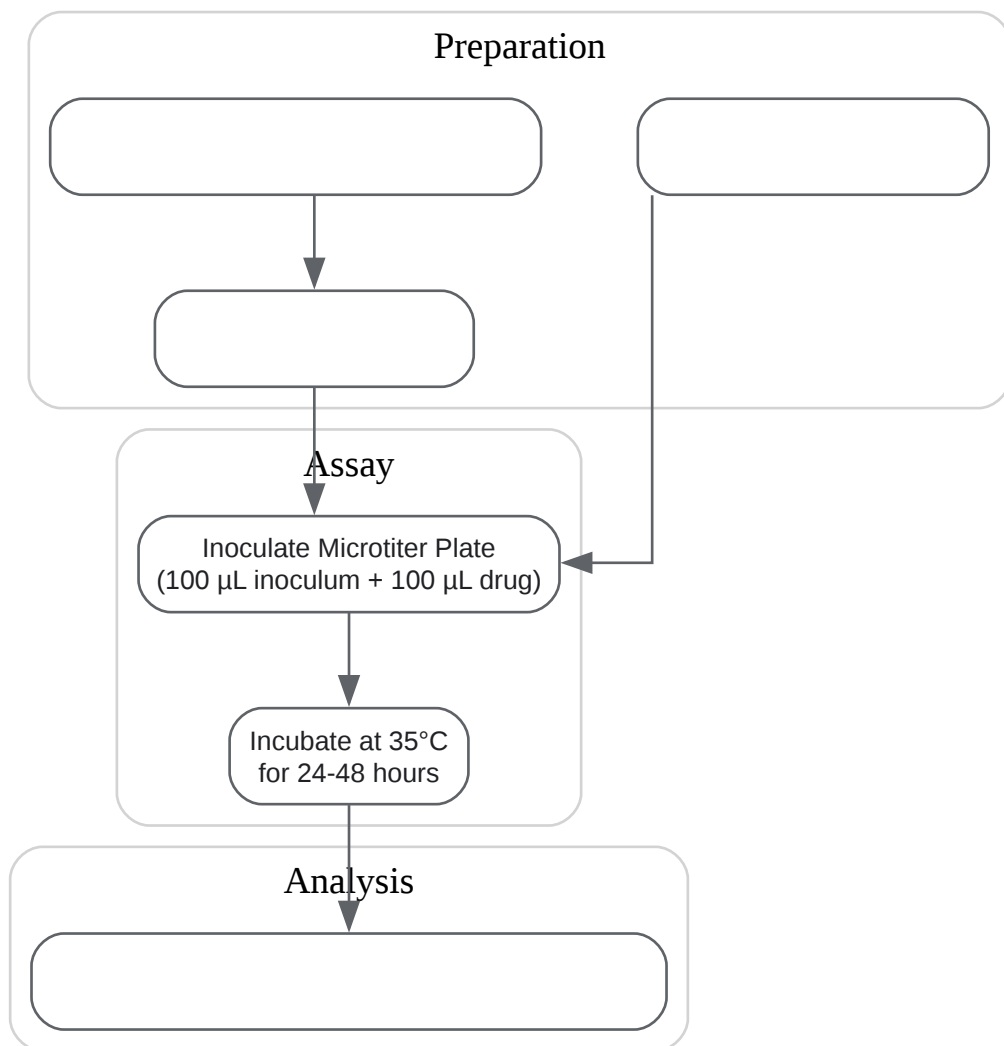 Preparation
Assay
Inoculate Microtiter Plate
(100 µL inoculum + 100 µL drug)
Incubate at 35°C
for 24-48 hours
Analysis